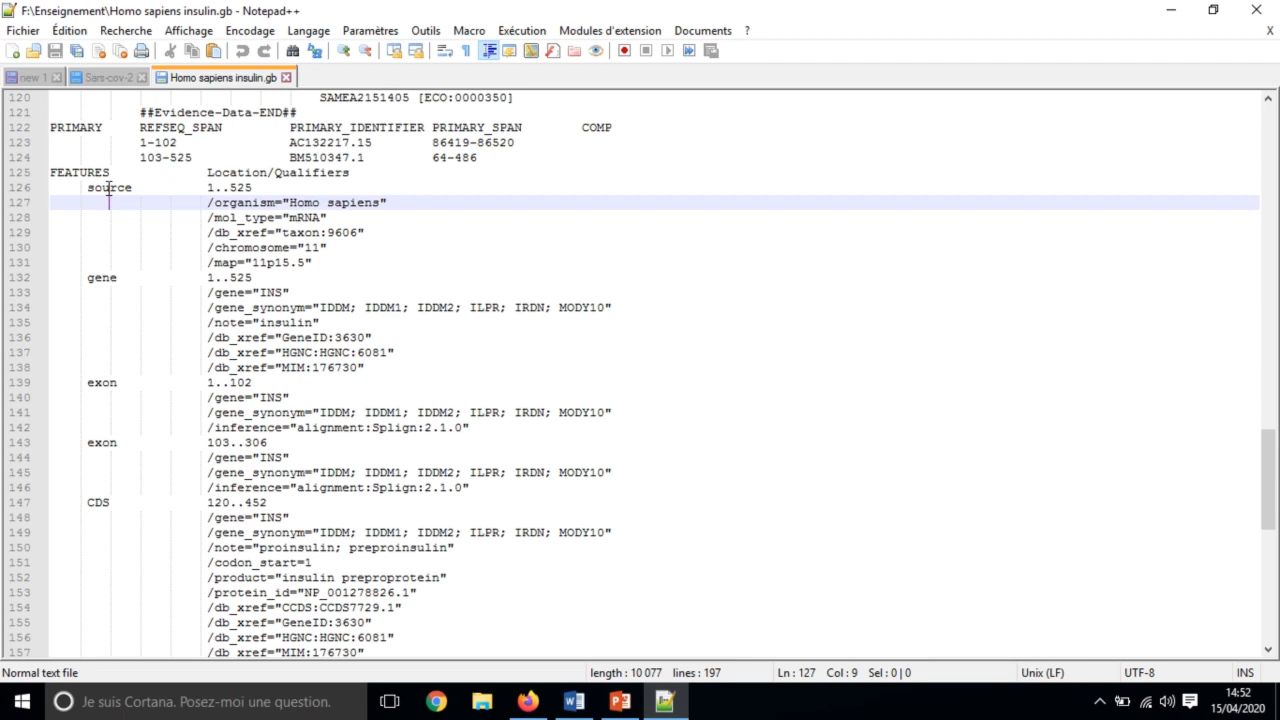 F:\Enseignement\Homo sapiens insulin.gb - Notepad++
Fichier Édition Recherche Affichage Encodage Langage Paramètres Outils Macro Exécution Modules d'extension Documents ? X
new 1 Sars-cov-2 Homo sapiens insulin.gb
120 SAMEA2151405 [ECO:0000350]
121 ##Evidence-Data-END##
122 PRIMARY REFSEQ_SPAN PRIMARY_IDENTIFIER PRIMARY_SPAN COMP
123 1-102 AC132217.15 86419-86520
124 103-525 BM510347.1 64-486
125 FEATURES Location/Qualifiers
126 source 1..525
127 /organism="Homo sapiens"
128 /mol_type="mRNA"
129 /db_xref="taxon:9606"
130 /chromosome="11"
131 /map="11p15.5"
132 gene 1..525
133 /gene="INS"
134 /gene_synonym="IDDM; IDDM1; IDDM2; ILPR; IRDN; MODY10"
135 /note="insulin"
136 /db_xref="GeneID:3630"
137 /db_xref="HGNC:HGNC:6081"
138 /db_xref="MIM:176730"
139 exon 1..102
140 /gene="INS"
141 /gene_synonym="IDDM; IDDM1; IDDM2; ILPR; IRDN; MODY10"
142 /inference="alignment:Splign:2.1.0"
143 exon 103..306
144 /gene="INS"
145 /gene_synonym="IDDM; IDDM1; IDDM2; ILPR; IRDN; MODY10"
146 /inference="alignment:Splign:2.1.0"
147 CDS 120..452
148 /gene="INS"
149 /gene_synonym="IDDM; IDDM1; IDDM2; ILPR; IRDN; MODY10"
150 /note="proinsulin; preproinsulin"
151 /codon_start=1
152 /product="insulin preproprotein"
153 /protein_id="NP_001278826.1"
154 /db_xref="CCDS:CCDS7729.1"
155 /db_xref="GeneID:3630"
156 /db_xref="HGNC:HGNC:6081"
157 /db_xref="MIM:176730"
Normal text file length : 10 077 lines : 197 Ln : 127 Col : 9 Sel : 0 | 0 Unix (LF) UTF-8 INS
Je suis Cortana. Posez-moi une question. 14:52
15/04/2020